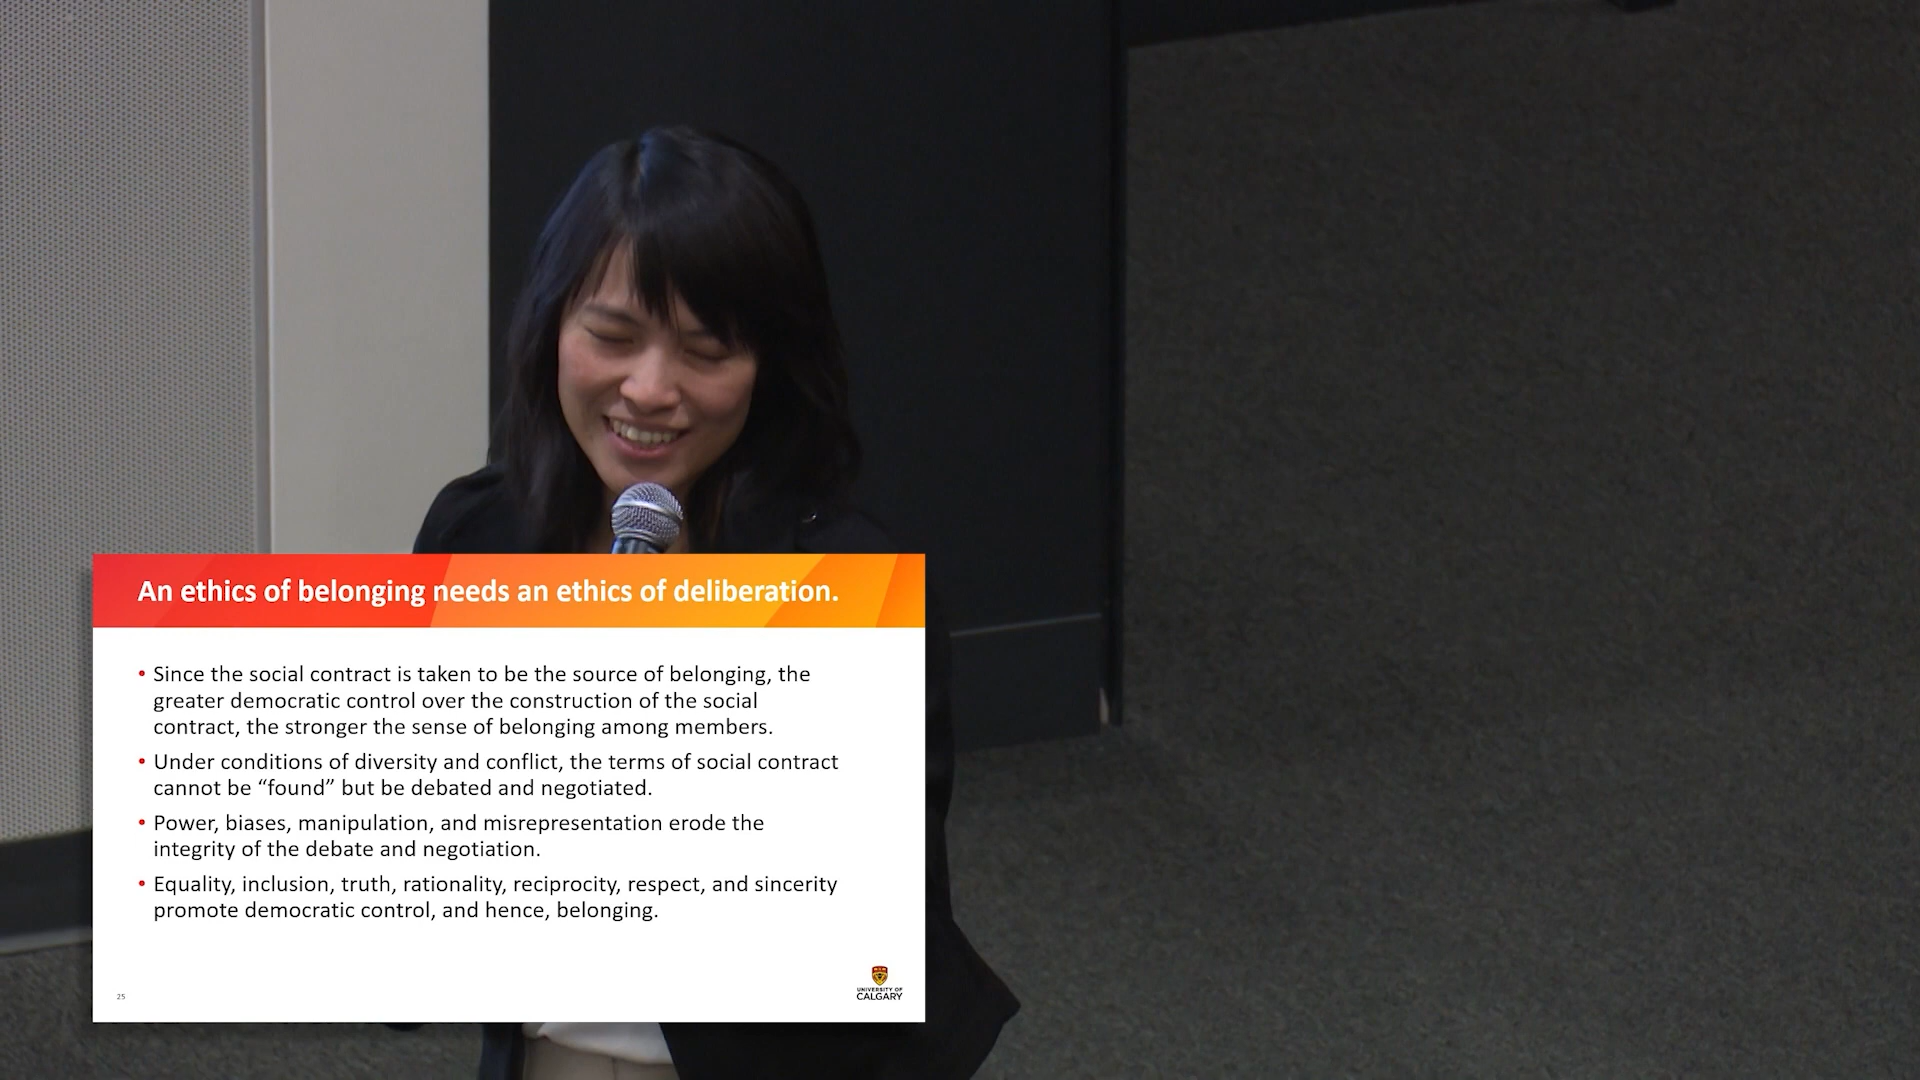 An ethics of belonging needs an ethics of deliberation.
• Since the social contract is taken to be the source of belonging, the
greater democratic control over the construction of the social
contract, the stronger the sense of belonging among members.
• Under conditions of diversity and conflict, the terms of social contract
cannot be “found” but be debated and negotiated.
• Power, biases, manipulation, and misrepresentation erode the
integrity of the debate and negotiation.
• Equality, inclusion, truth, rationality, reciprocity, respect, and sincerity
promote democratic control, and hence, belonging.
25
UNIVERSITY OF
CALGARY